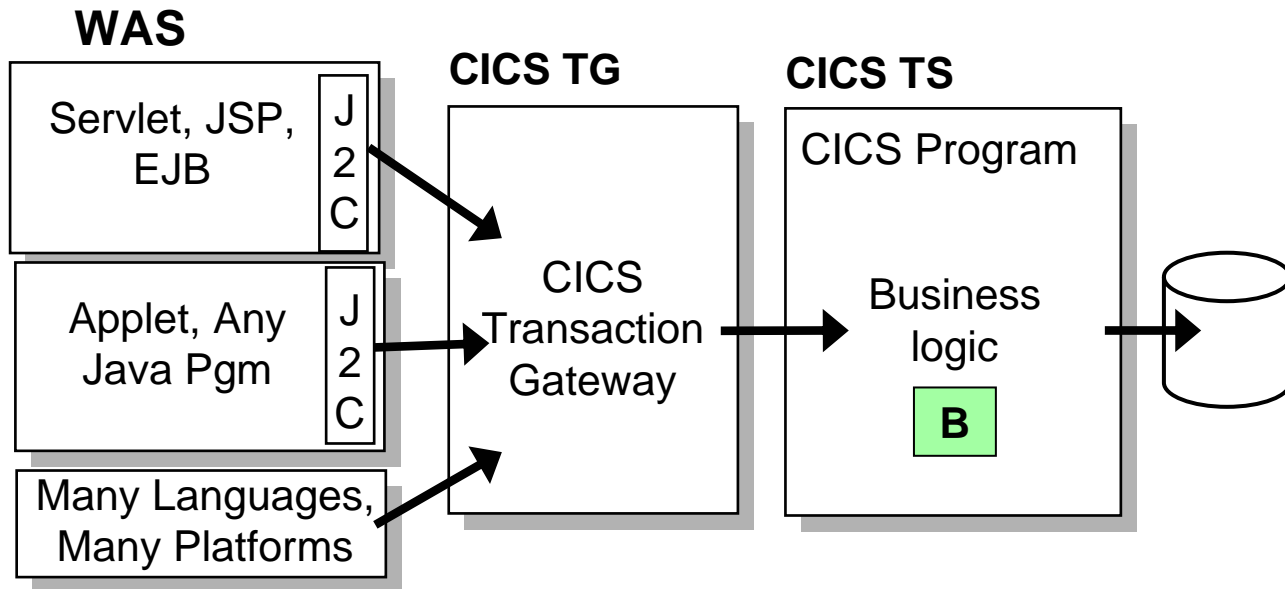 WAS
Servlet, JSP,
EJB
J
2
C
Applet, Any
Java Pgm
J
2
C
Many Languages,
Many Platforms
CICS TG
CICS
Transaction
Gateway
CICS TS
CICS Program
Business
logic
B